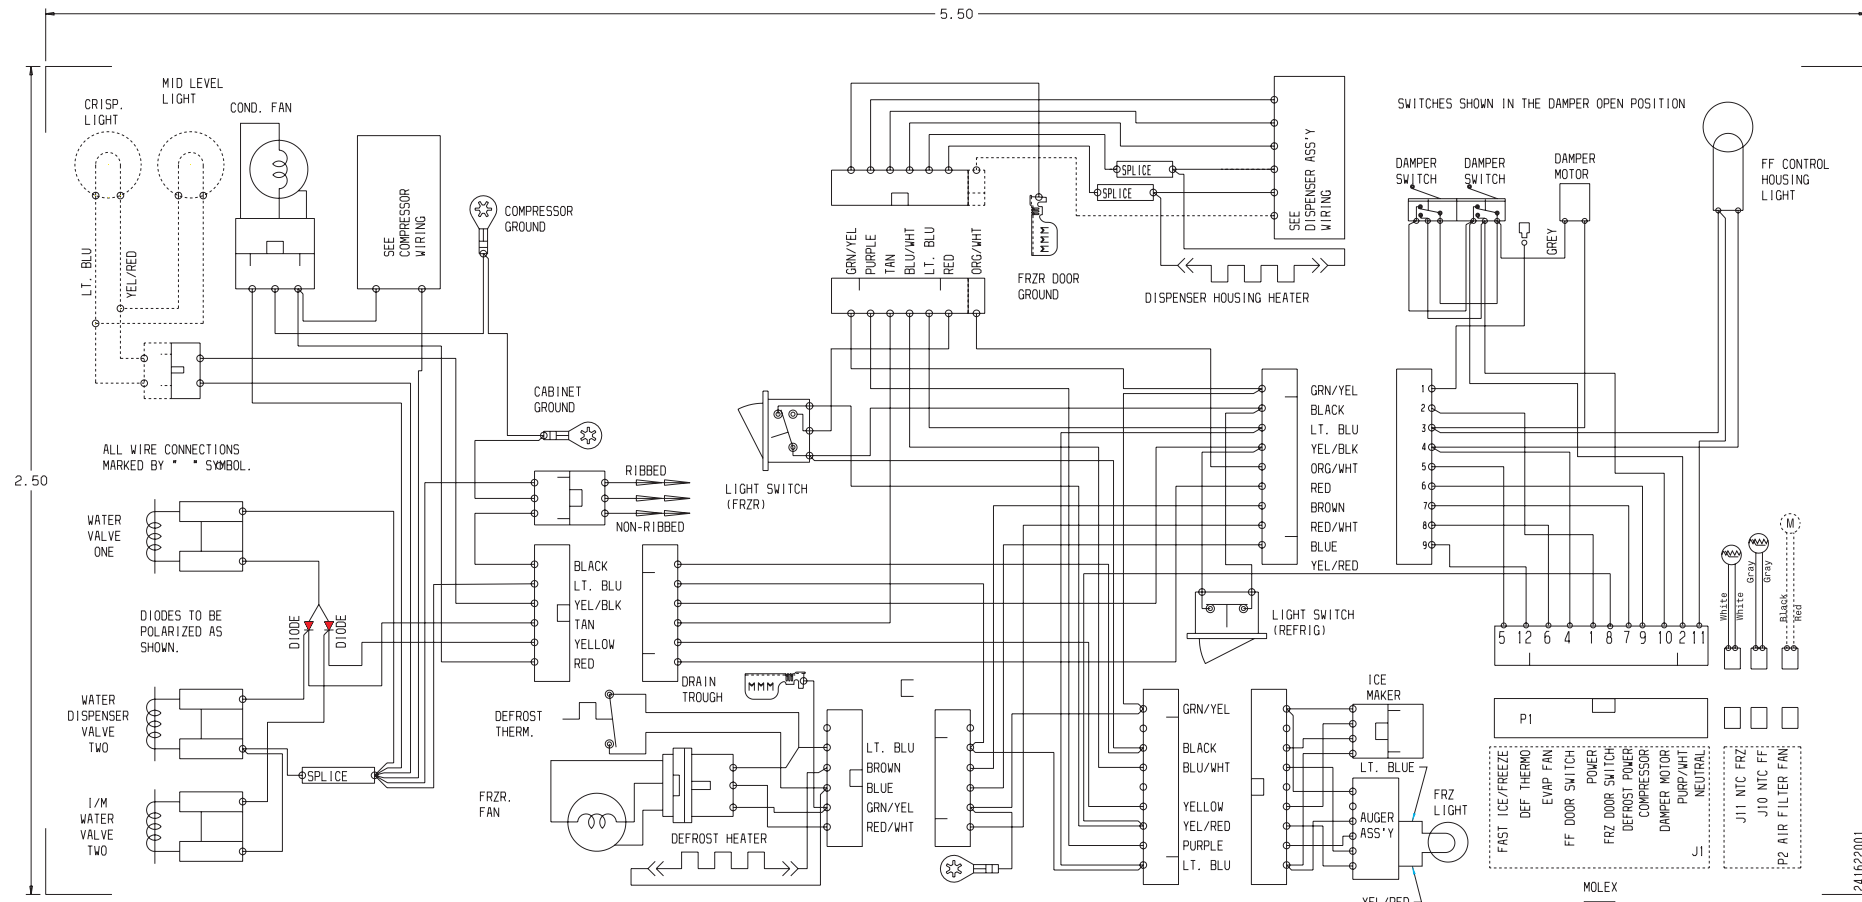 5.50
2.50
CRISP.
LIGHT
MID LEVEL
LIGHT
COND. FAN
LT. BLU
YEL/RED
SEE
COMPRESSOR
WIRING
COMPRESSOR
GROUND
CABINET
GROUND
ALL WIRE CONNECTIONS
MARKED BY " " SYMBOL.
RIBBED
NON-RIBBED
WATER
VALVE
ONE
DIODES TO BE
POLARIZED AS
SHOWN.
DIODE
DIODE
WATER
DISPENSER
VALVE
TWO
I/M
WATER
VALVE
TWO
SPLICE
BLACK
LT. BLU
YEL/BLK
TAN
YELLOW
RED
DRAIN
TROUGH
DEFROST
THERM.
FRZR.
FAN
DEFROST HEATER
LT. BLU
BROWN
BLUE
GRN/YEL
RED/WHT
LIGHT SWITCH
(FRZR)
GRN/YEL
PURPLE
TAN
BLU/WHT
LT. BLU
RED
ORG/WHT
FRZR DOOR
GROUND
SPLICE
SPLICE
SEE
DISPENSER ASS'Y
WIRING
DISPENSER HOUSING HEATER
GRN/YEL
BLACK
LT. BLU
YEL/BLK
ORG/WHT
RED
BROWN
RED/WHT
BLUE
YEL/RED
1
2
3
4
5
6
7
8
9
LIGHT SWITCH
(REFRIG)
SWITCHES SHOWN IN THE DAMPER OPEN POSITION
DAMPER
SWITCH
DAMPER
SWITCH
DAMPER
MOTOR
GREY
FF CONTROL
HOUSING
LIGHT
GRN/YEL
BLACK
BLU/WHT
YELLOW
YEL/RED
PURPLE
LT. BLU
ICE
MAKER
LT. BLUE
AUGER
ASS'Y
FRZ
LIGHT
YEL/RED
5 12 6 4 1 8 7 9 10 2 11
White
White
Gray
Gray
Black
Red
M
P1
FAST ICE/FREEZE
DEF THERMO
EVAP FAN
FF DOOR SWITCH
POWER
FRZ DOOR SWITCH
DEFROST POWER
COMPRESSOR
DAMPER MOTOR
PURP/WHT
NEUTRAL
J1
J11 NTC FRZ
J10 NTC FF
P2 AIR FILTER FAN
MOLEX
241622001